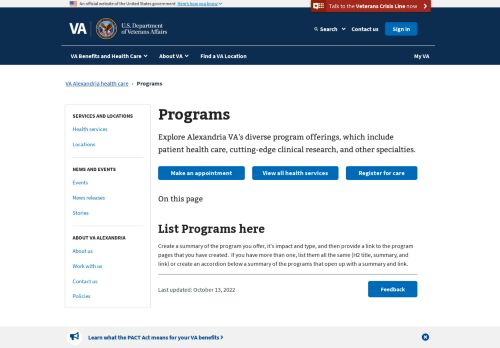 An official website of the United States government Here's how you know
Talk to the Veterans Crisis Line now
VA
U.S. Department of Veterans Affairs
Search
Contact us
Sign in
VA Benefits and Health Care
About VA
Find a VA Location
My VA
VA Alexandria health care › Programs
SERVICES AND LOCATIONS
Health services
Locations
NEWS AND EVENTS
Events
News releases
Stories
ABOUT VA ALEXANDRIA
About us
Work with us
Contact us
Policies
Programs
Explore Alexandria VA's diverse program offerings, which include
patient health care, cutting-edge clinical research, and other specialties.
Make an appointment
View all health services
Register for care
On this page
List Programs here
Create a summary of the program you offer, it's impact and type, and then provide a link to the program
pages that you have created. If you have more than one, list them all the same (H2 title, summary, and
link) or create an accordion below a summary of the programs that open up with a summary and link.
Last updated: October 13, 2022
Feedback
Learn what the PACT Act means for your VA benefits